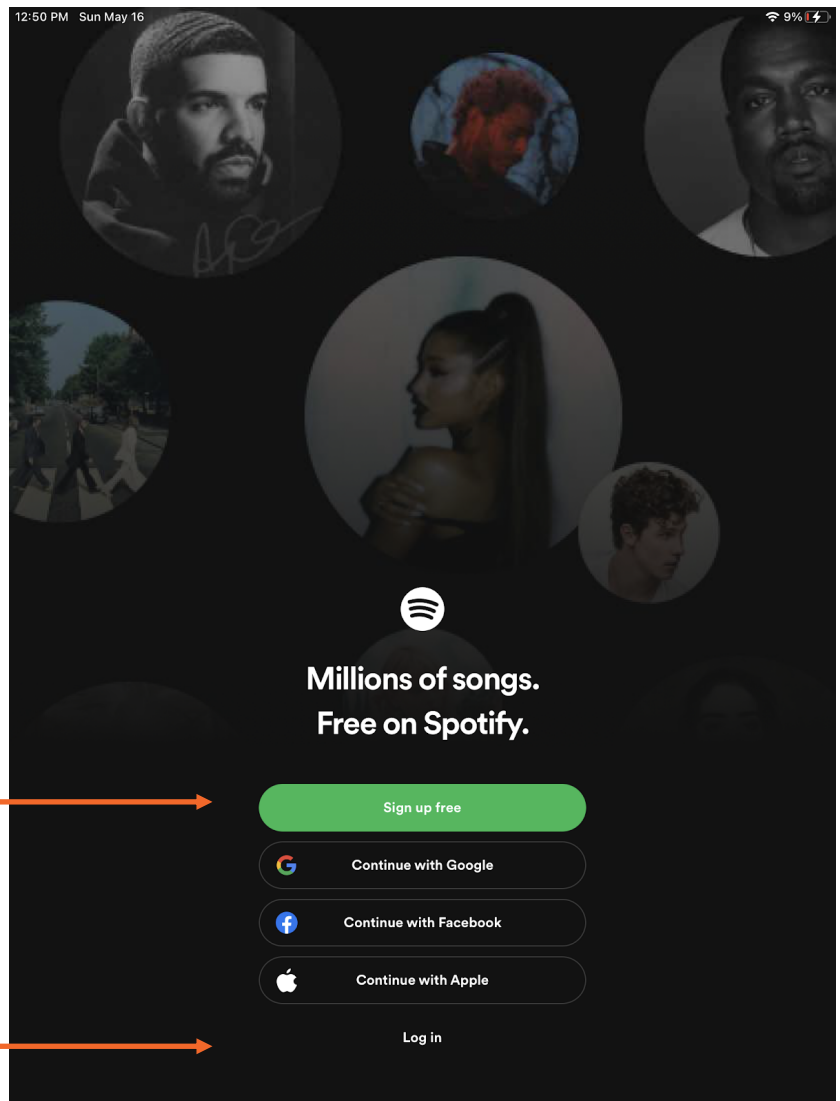 12:50 PM Sun May 16 9%
Millions of songs.
Free on Spotify.
Sign up free
Continue with Google
Continue with Facebook
Continue with Apple
Log in